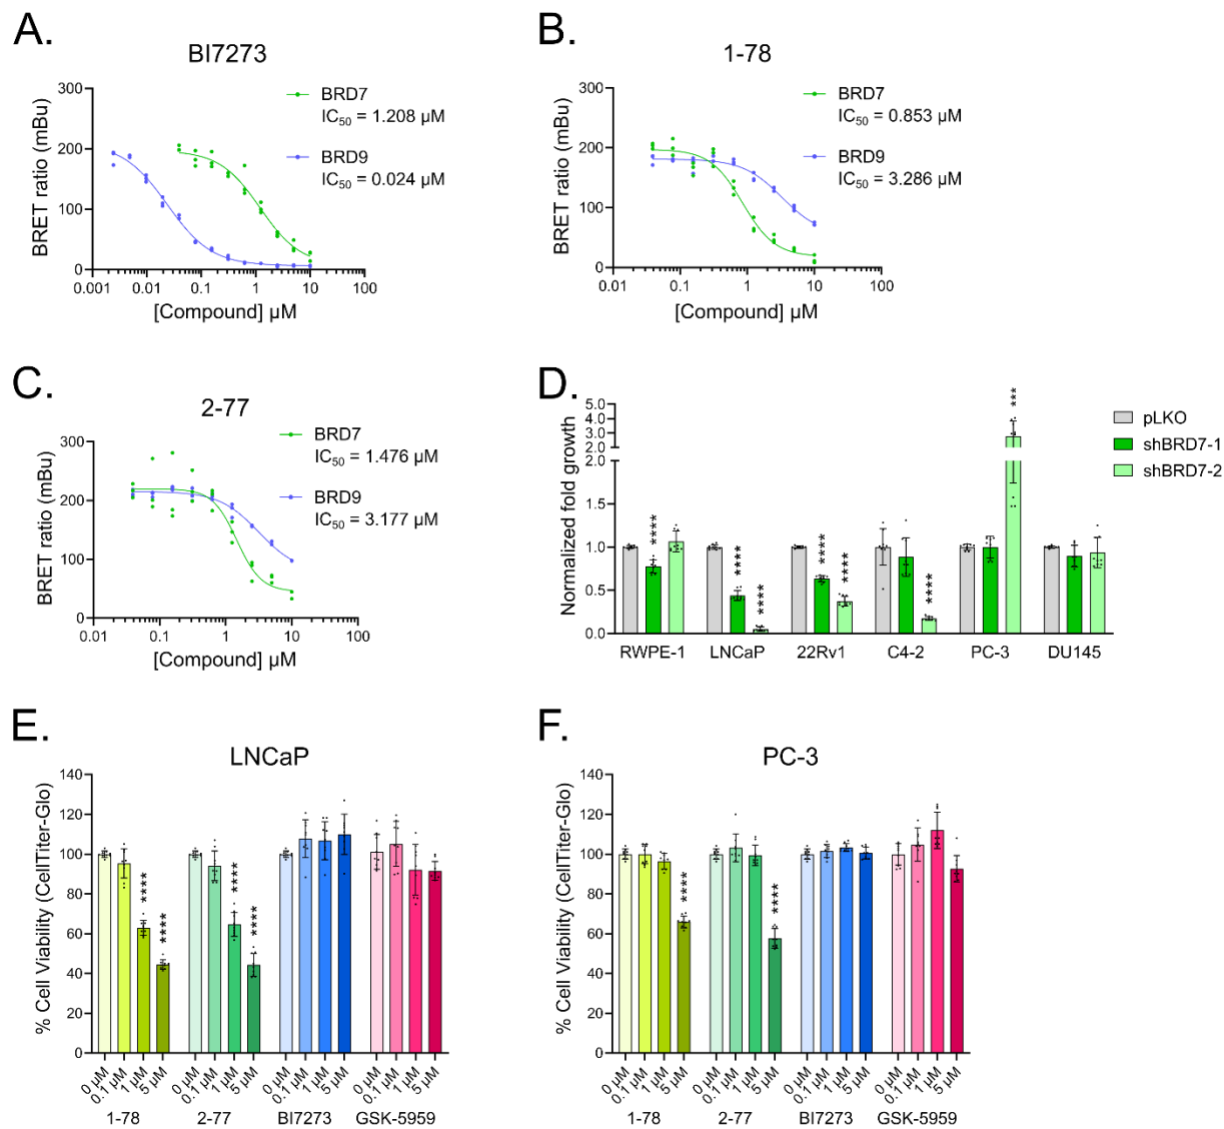 A.
BI7273
BRET ratio (mBu)
300
200
100
0
0.001 0.01 0.1 1 10 100
[Compound] µM
BRD7
IC50 = 1.208 µM
BRD9
IC50 = 0.024 µM
B.
1-78
BRET ratio (mBu)
300
200
100
0
0.01 0.1 1 10 100
[Compound] µM
BRD7
IC50 = 0.853 µM
BRD9
IC50 = 3.286 µM
C.
2-77
BRET ratio (mBu)
300
200
100
0
0.01 0.1 1 10 100
[Compound] µM
BRD7
IC50 = 1.476 µM
BRD9
IC50 = 3.177 µM
D.
Normalized fold growth
5.0
4.0
3.0
2.0
2.0
1.5
1.0
0.5
0.0
****
****
****
****
****
****
***
RWPE-1 LNCaP 22Rv1 C4-2 PC-3 DU145
pLKO
shBRD7-1
shBRD7-2
E.
LNCaP
% Cell Viability (CellTiter-Glo)
140
120
100
80
60
40
20
0
****
****
****
****
0 µM 0.1 µM 1 µM 5 µM 0 µM 0.1 µM 1 µM 5 µM 0 µM 0.1 µM 1 µM 5 µM 0 µM 0.1 µM 1 µM 5 µM
1-78 2-77 BI7273 GSK-5959
F.
PC-3
% Cell Viability (CellTiter-Glo)
140
120
100
80
60
40
20
0
****
****
0 µM 0.1 µM 1 µM 5 µM 0 µM 0.1 µM 1 µM 5 µM 0 µM 0.1 µM 1 µM 5 µM 0 µM 0.1 µM 1 µM 5 µM
1-78 2-77 BI7273 GSK-5959